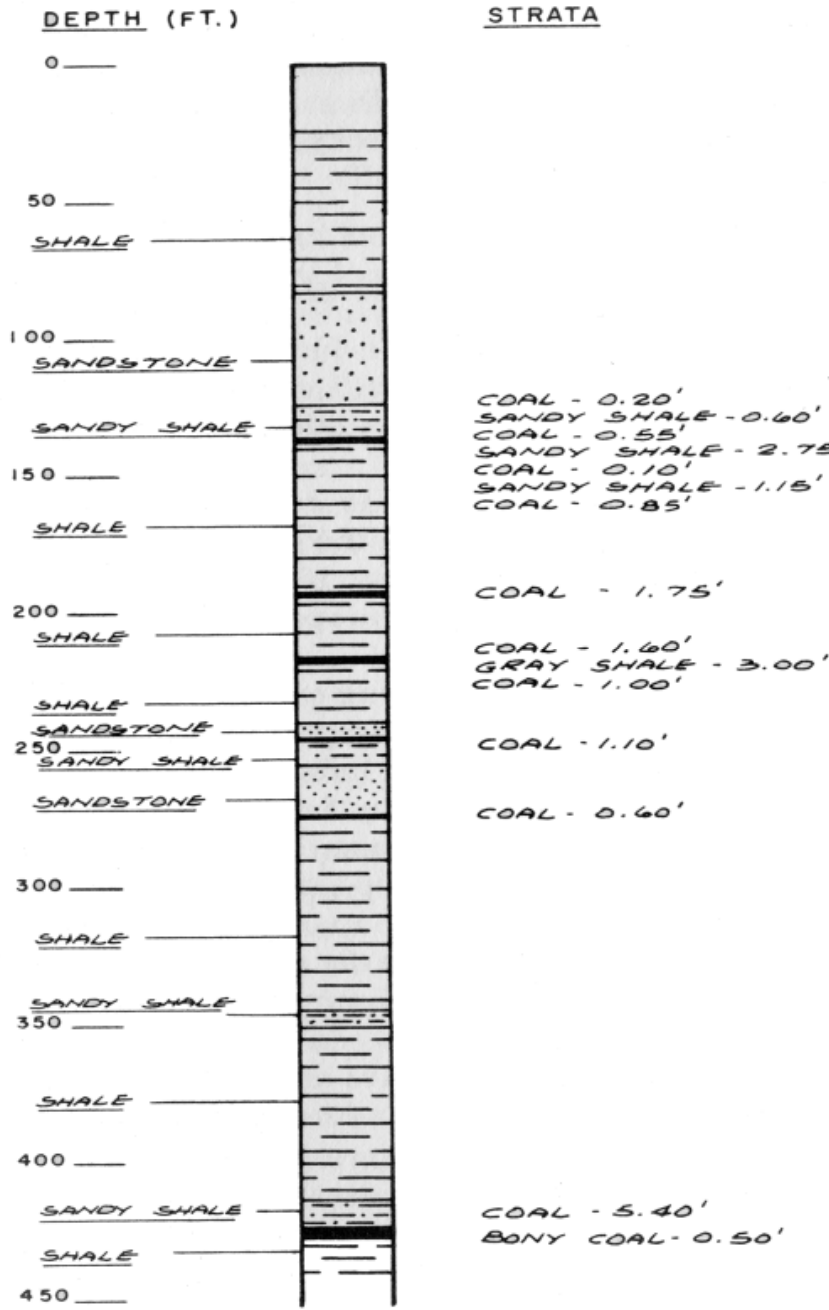 DEPTH (FT.)
STRATA
0
50
SHALE
100
SANDSTONE
COAL - 0.20'
SANDY SHALE - 0.60'
SANDY SHALE
COAL - 0.55'
SANDY SHALE - 2.75
150
COAL - 0.10'
SANDY SHALE - 1.15'
COAL - 0.85'
SHALE
COAL - 1.75'
200
SHALE
COAL - 1.60'
GRAY SHALE - 3.00'
COAL - 1.00'
SHALE
SANDSTONE
250
COAL - 1.10'
SANDY SHALE
SANDSTONE
COAL - 0.60'
300
SHALE
SANDY SHALE
350
SHALE
400
SANDY SHALE
COAL - 5.40'
BONY COAL - 0.50'
SHALE
450